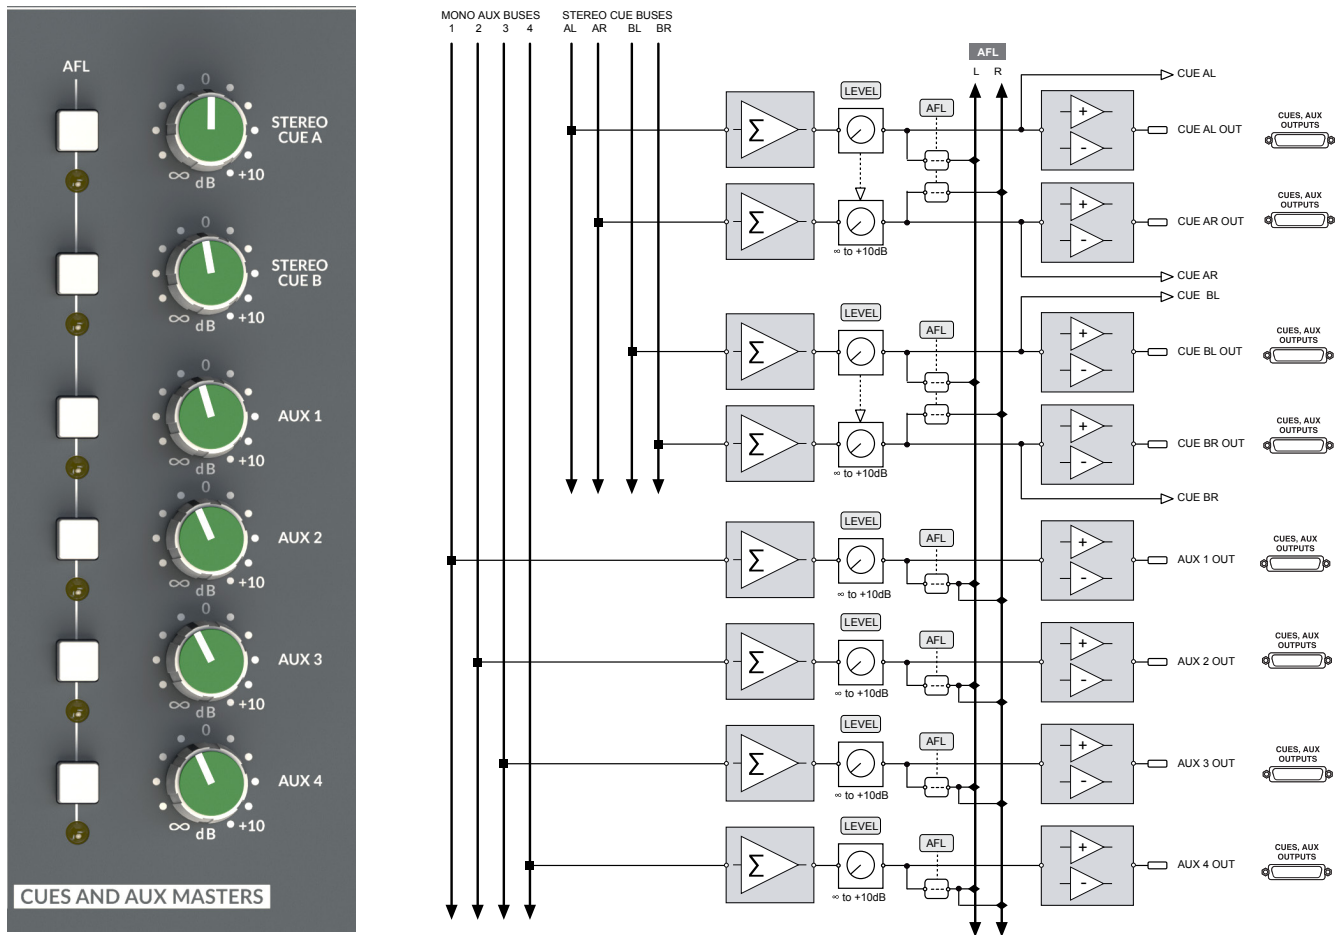 AFL
0
STEREO
CUE A
∞ dB +10
0
STEREO
CUE B
∞ dB +10
0
AUX 1
∞ dB +10
0
AUX 2
∞ dB +10
0
AUX 3
∞ dB +10
0
AUX 4
∞ dB +10
CUES AND AUX MASTERS
MONO AUX BUSES STEREO CUE BUSES
1 2 3 4 AL AR BL BR
AFL
L R
CUE AL
LEVEL
AFL
CUES, AUX
OUTPUTS
Σ + - CUE AL OUT
CUES, AUX
OUTPUTS
Σ + - CUE AR OUT
∞ to +10dB
CUE AR
CUE BL
LEVEL
AFL
CUES, AUX
OUTPUTS
Σ + - CUE BL OUT
CUES, AUX
OUTPUTS
Σ + - CUE BR OUT
∞ to +10dB
CUE BR
LEVEL
AFL
CUES, AUX
OUTPUTS
Σ + - AUX 1 OUT
∞ to +10dB
LEVEL
AFL
CUES, AUX
OUTPUTS
Σ + - AUX 2 OUT
∞ to +10dB
LEVEL
AFL
CUES, AUX
OUTPUTS
Σ + - AUX 3 OUT
∞ to +10dB
LEVEL
AFL
CUES, AUX
OUTPUTS
Σ + - AUX 4 OUT
∞ to +10dB